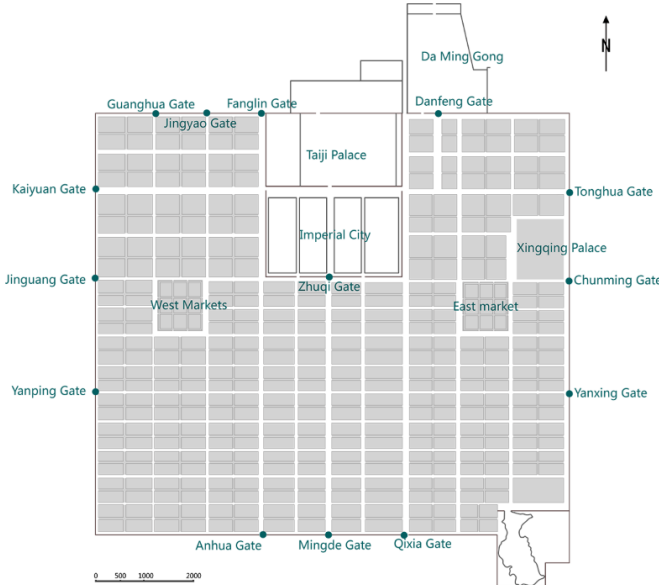 N
Da Ming Gong
Guanghua Gate
Fanglin Gate
Danfeng Gate
Jingyao Gate
Taiji Palace
Kaiyuan Gate
Tonghua Gate
Imperial City
Xingqing Palace
Jinguang Gate
Zhuqi Gate
Chunming Gate
West Markets
East market
Yanping Gate
Yanxing Gate
Anhua Gate
Mingde Gate
Qixia Gate
0 500 1000 2000